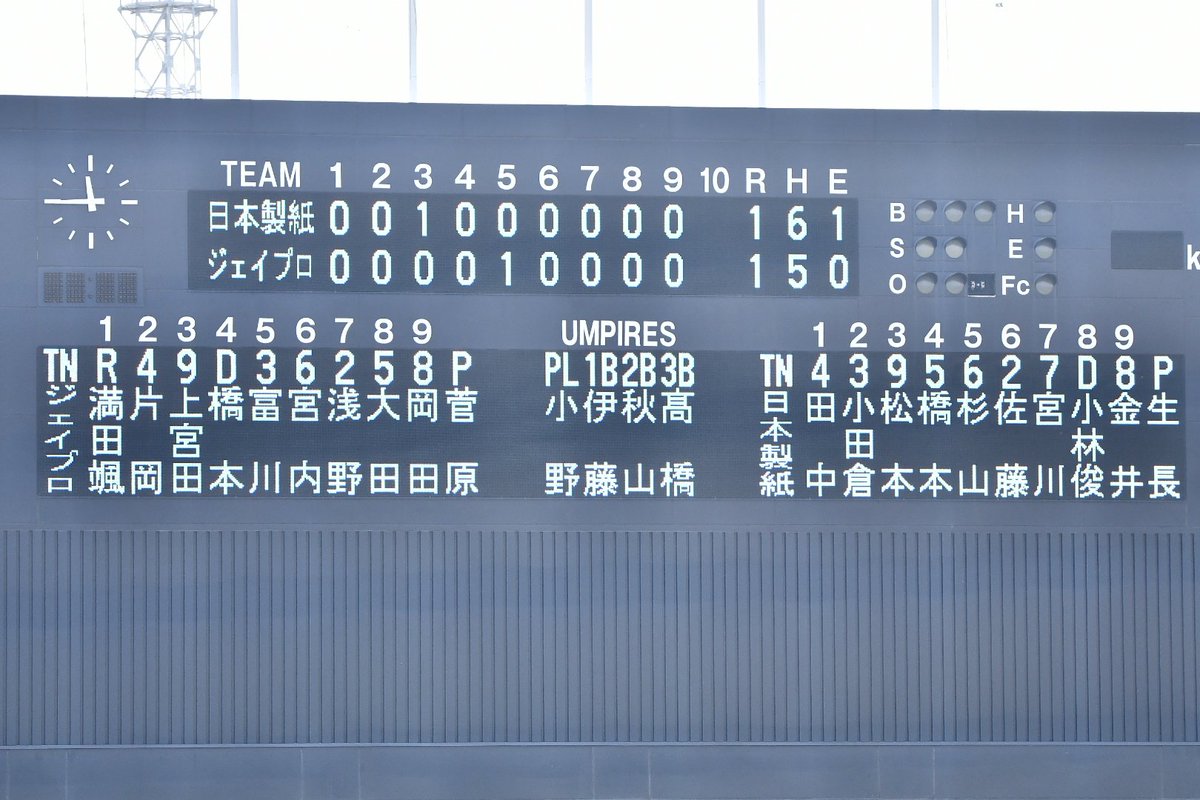 TEAM 1 2 3 4 5 6 7 8 9 10 R H E
日本製紙 0 0 1 0 0 0 0 0 0 1 6 1
ジェイプロ 0 0 0 0 1 0 0 0 0 1 5 0
B H
S E
O Fc
k
1 2 3 4 5 6 7 8 9
TN R 4 9 D 3 6 2 5 8 P
ジェイプロ 満田颯 片岡 上宮田 橋本 富川 宮内 浅野 大田 岡田 菅原
UMPIRES
PL 1B 2B 3B
小野 伊藤 秋山 髙橋
1 2 3 4 5 6 7 8 9
TN 4 3 9 5 6 2 7 D 8 P
日本製紙 田中 小田倉 松本 橋本 杉山 佐藤 宮川 小林俊 金井 生長